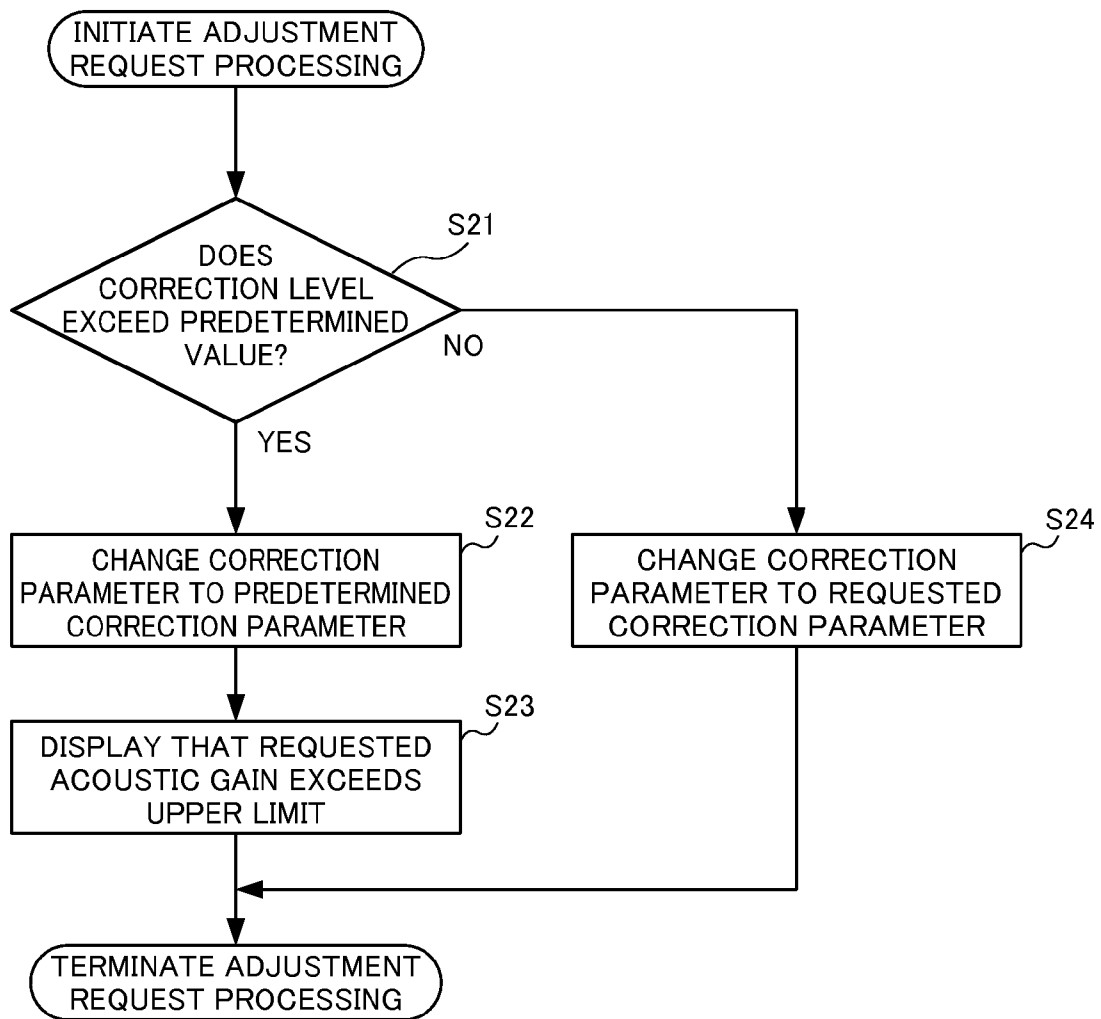 INITIATE ADJUSTMENT
REQUEST PROCESSING
S21
DOES
CORRECTION LEVEL
EXCEED PREDETERMINED
VALUE?
NO
YES
S22
CHANGE CORRECTION
PARAMETER TO PREDETERMINED
CORRECTION PARAMETER
S24
CHANGE CORRECTION
PARAMETER TO REQUESTED
CORRECTION PARAMETER
S23
DISPLAY THAT REQUESTED
ACOUSTIC GAIN EXCEEDS
UPPER LIMIT
TERMINATE ADJUSTMENT
REQUEST PROCESSING